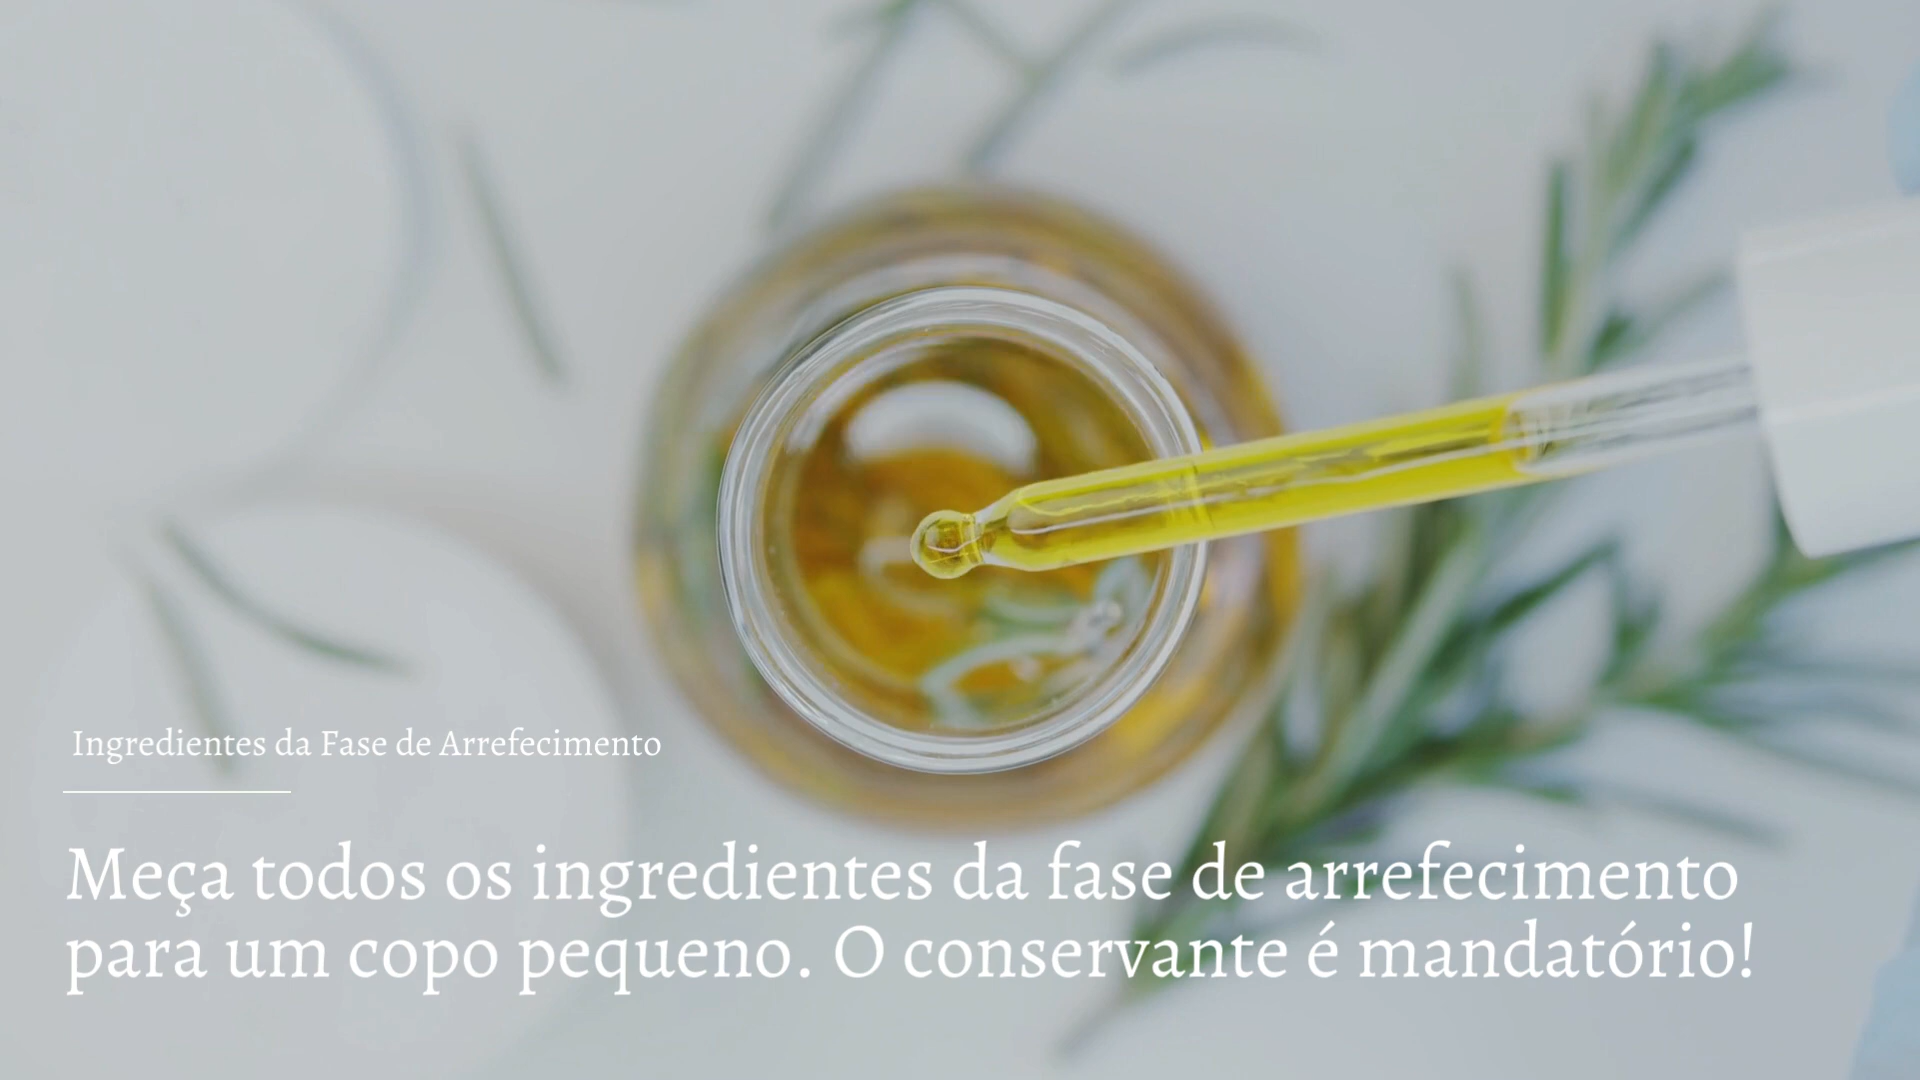 Ingredientes da Fase de Arrefecimento
Meça todos os ingredientes da fase de arrefecimento
para um copo pequeno. O conservante é mandatório!